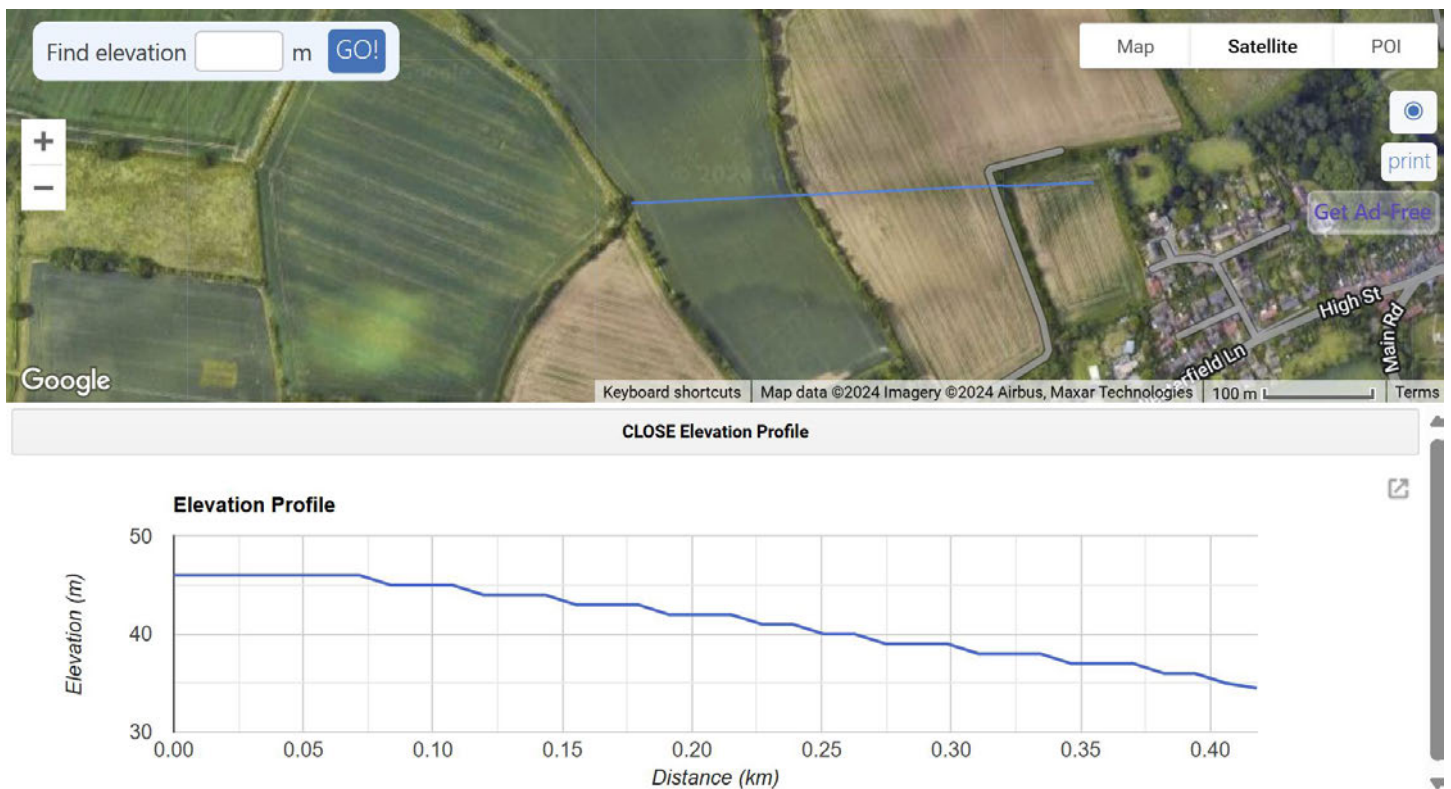 Find elevation m GO!
Map Satellite POI
+
−
print
Get Ad-Free
High St
Main Rd
Google
Keyboard shortcuts Map data ©2024 Imagery ©2024 Airbus, Maxar Technologies 100 m Terms
CLOSE Elevation Profile
Elevation Profile
50
40
30
Elevation (m)
0.00 0.05 0.10 0.15 0.20 0.25 0.30 0.35 0.40
Distance (km)